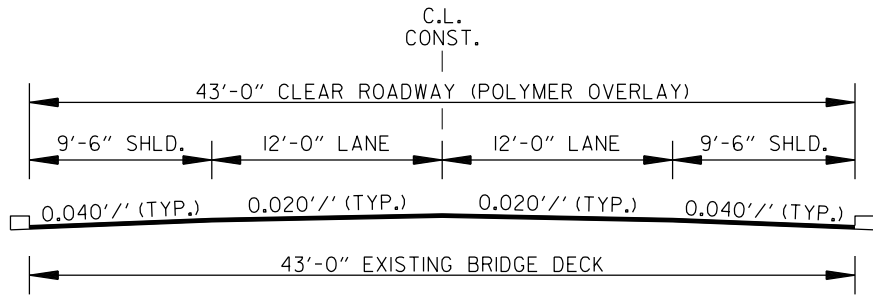 C.L.
CONST.
43'-0" CLEAR ROADWAY (POLYMER OVERLAY)
9'-6" SHLD. 12'-0" LANE 12'-0" LANE 9'-6" SHLD.
0.040'/' (TYP.) 0.020'/' (TYP.) 0.020'/' (TYP.) 0.040'/' (TYP.)
43'-0" EXISTING BRIDGE DECK